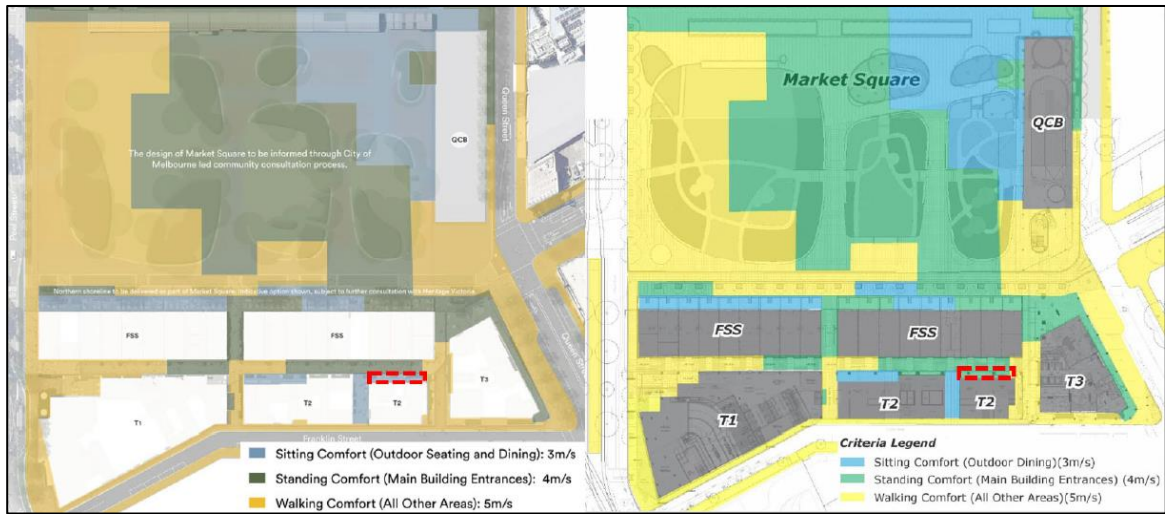 Queen Street
QCB
The design of Market Square to be informed through City of
Melbourne led community consultation process.
FSS
FSS
T1
T2
T2
T3
Franklin Street
Sitting Comfort (Outdoor Seating and Dining): 3m/s
Standing Comfort (Main Building Entrances): 4m/s
Walking Comfort (All Other Areas): 5m/s
Market Square
QCB
FSS
FSS
T1
T2
T2
T3
Criteria Legend
Sitting Comfort (Outdoor Dining)(3m/s)
Standing Comfort (Main Building Entrances) (4m/s)
Walking Comfort (All Other Areas)(5m/s)